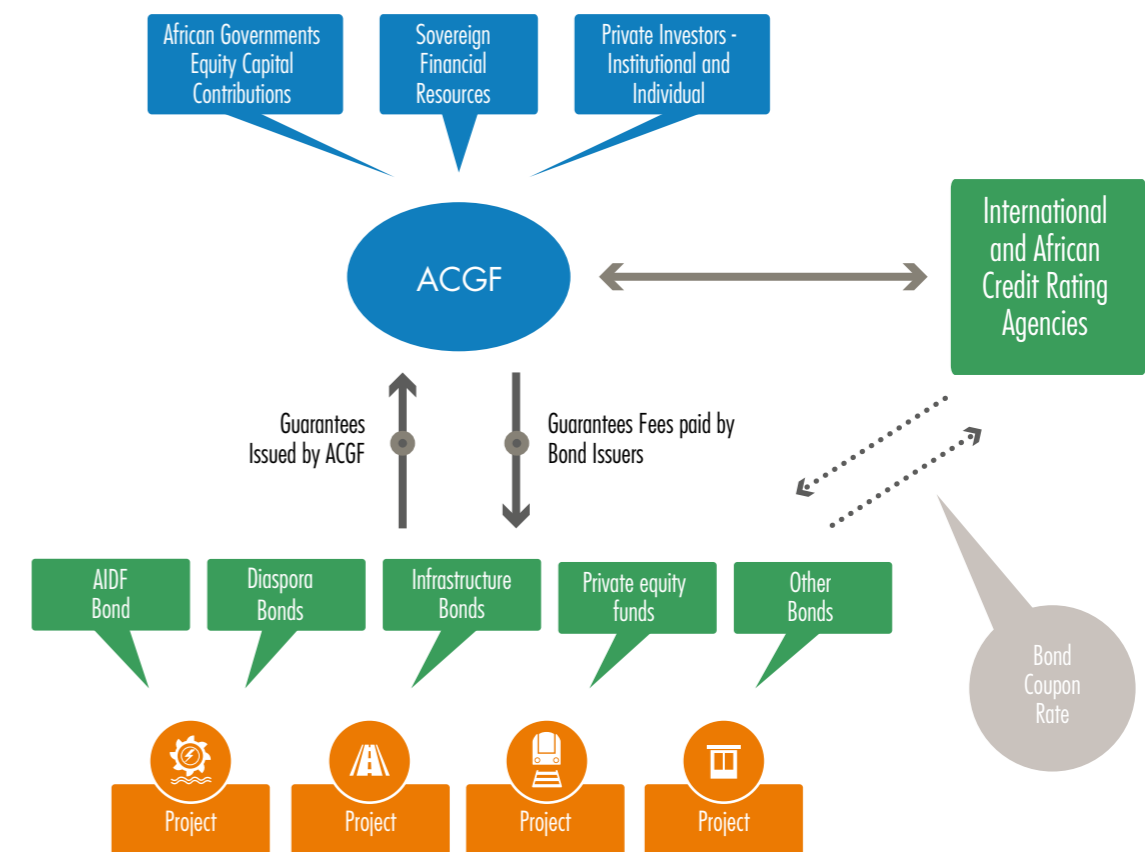 African Governments
Equity Capital
Contributions
Sovereign
Financial
Resources
Private Investors -
Institutional and
Individual
ACGF
International
and African
Credit Rating
Agencies
Guarantees
Issued by ACGF
Guarantees Fees paid by
Bond Issuers
AIDF
Bond
Diaspora
Bonds
Infrastructure
Bonds
Private equity
funds
Other
Bonds
Bond
Coupon
Rate
Project
Project
Project
Project